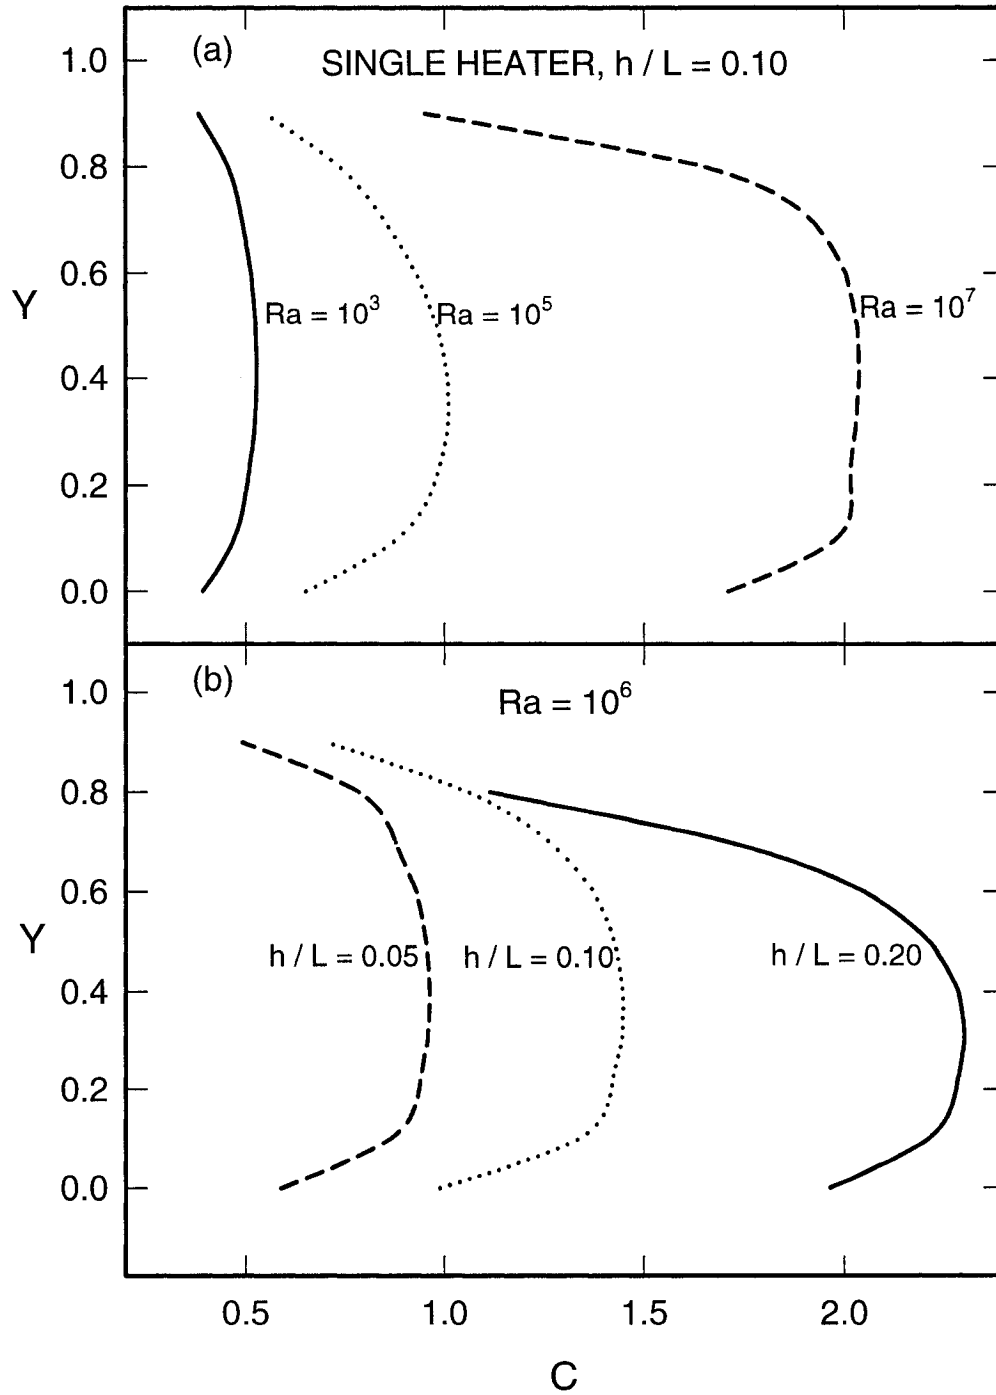 (a)
SINGLE HEATER, h / L = 0.10
1.0
0.8
0.6
Y
Ra = 10³
Ra = 10⁵
Ra = 10⁷
0.4
0.2
0.0
(b)
Ra = 10⁶
1.0
0.8
0.6
Y
h / L = 0.05
h / L = 0.10
h / L = 0.20
0.4
0.2
0.0
0.5 1.0 1.5 2.0
C